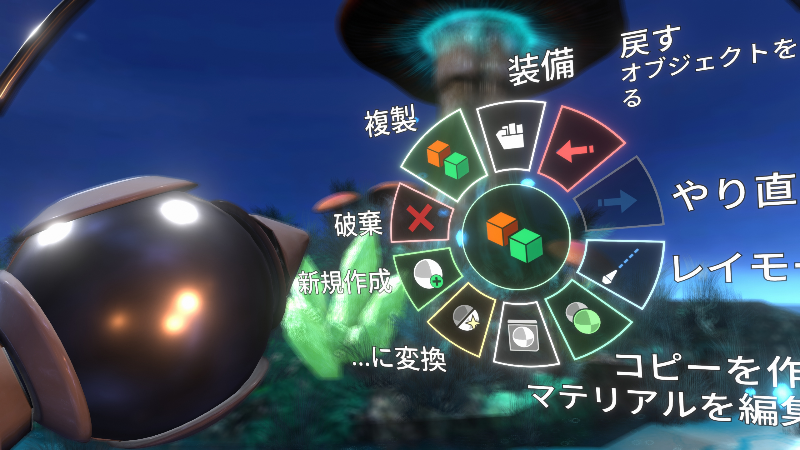 装備
戻す
オブジェクトを
る
複製
やり直
破棄
レイモー
新規作成
…に変換
コピーを作
マテリアルを編集